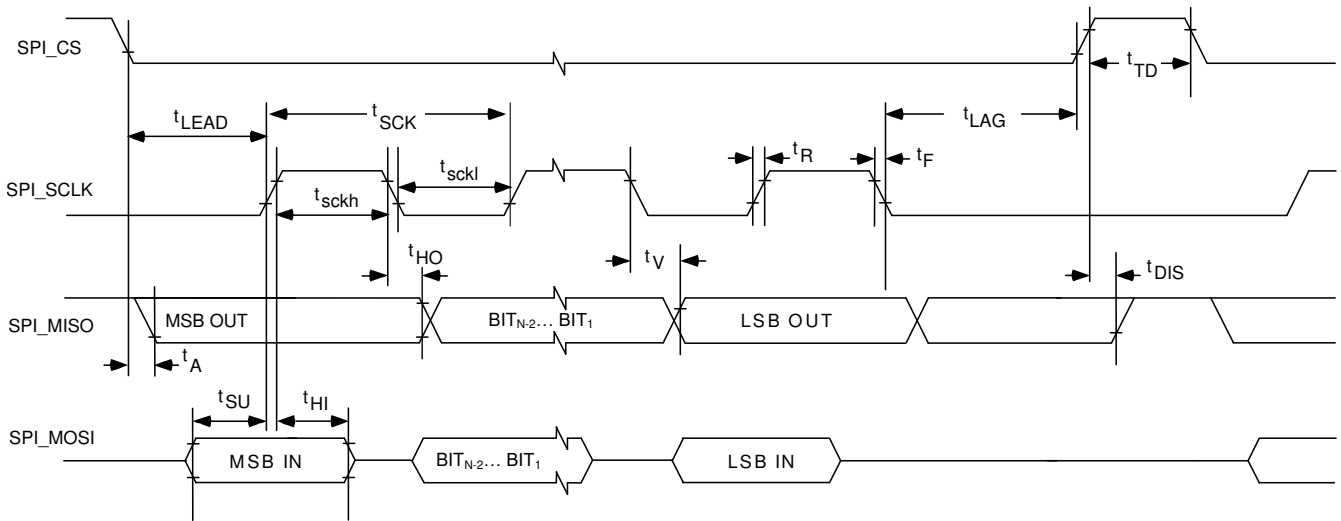 SPI_CS
tTD
tLEAD
tSCK
tLAG
SPI_SCLK
tsckh
tsckl
tR
tF
tHO
tV
tDIS
SPI_MISO
MSB OUT
BITN-2... BIT1
LSB OUT
tA
tSU
tHI
SPI_MOSI
MSB IN
BITN-2... BIT1
LSB IN